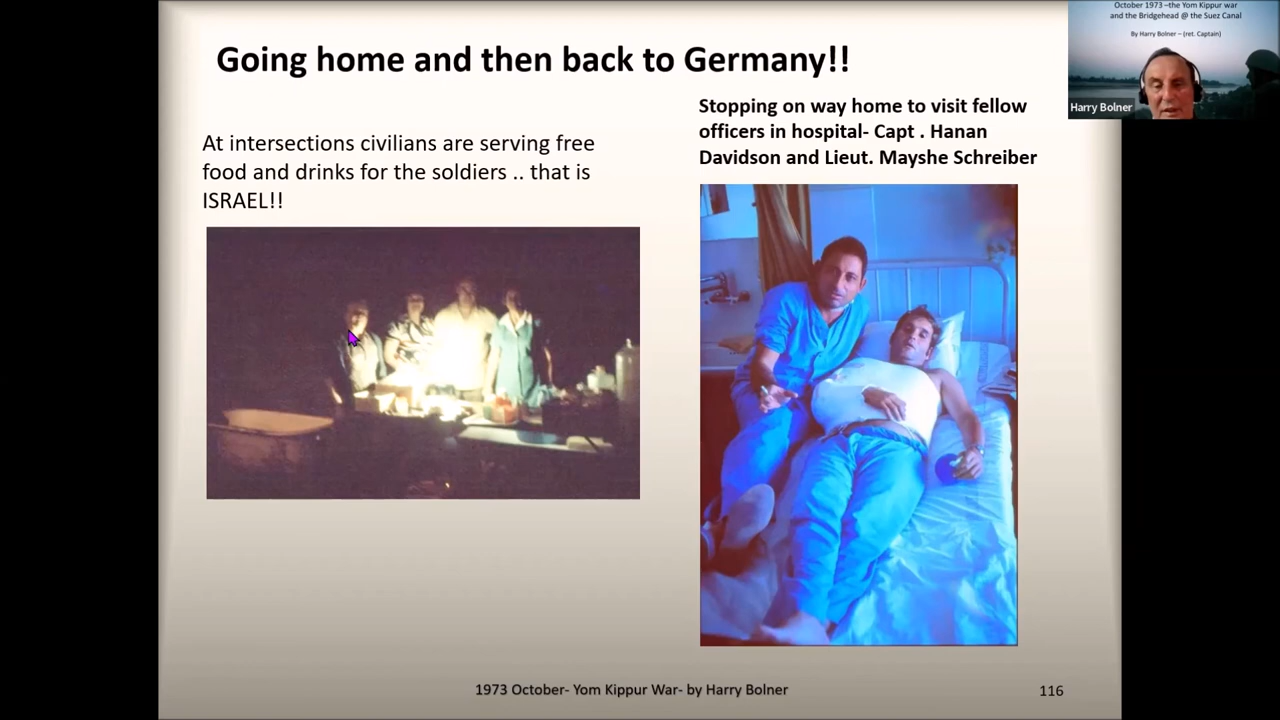 Going home and then back to Germany!!
At intersections civilians are serving free
food and drinks for the soldiers .. that is
ISRAEL!!
Stopping on way home to visit fellow
officers in hospital- Capt . Hanan
Davidson and Lieut. Mayshe Schreiber
October 1973 –the Yom Kippur war
and the Bridgehead @ the Suez Canal
By Harry Bolner – (ret. Captain)
Harry Bolner
1973 October- Yom Kippur War- by Harry Bolner
116